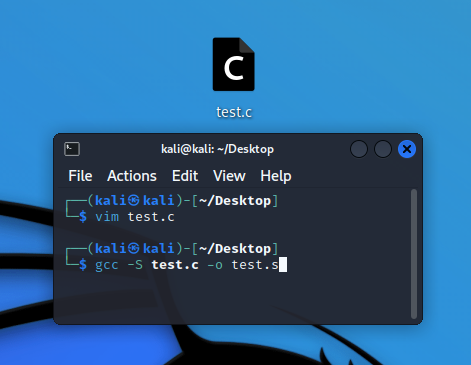 C
test.c
kali@kali: ~/Desktop
File Actions Edit View Help
┌──(kali㉿kali)-[~/Desktop]
└─$ vim test.c
┌──(kali㉿kali)-[~/Desktop]
└─$ gcc -S test.c -o test.s